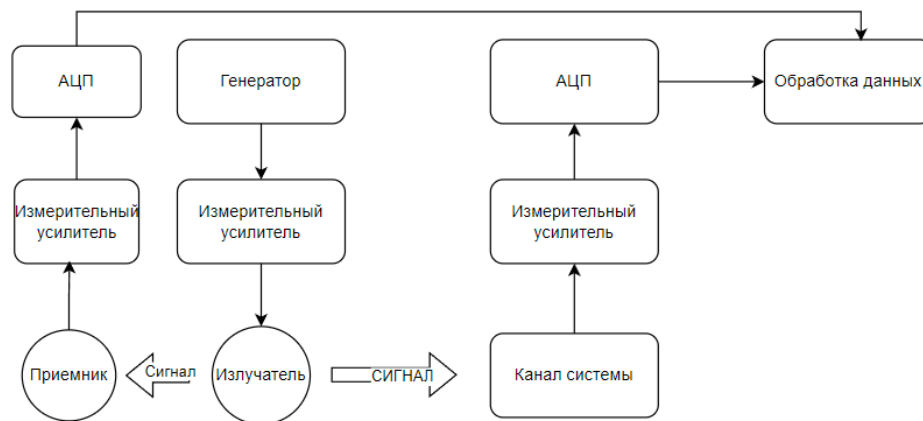 АЦП
Генератор
АЦП
Обработка данных
Измерительный
усилитель
Измерительный
усилитель
Измерительный
усилитель
Приемник
Сигнал
Излучатель
СИГНАЛ
Канал системы